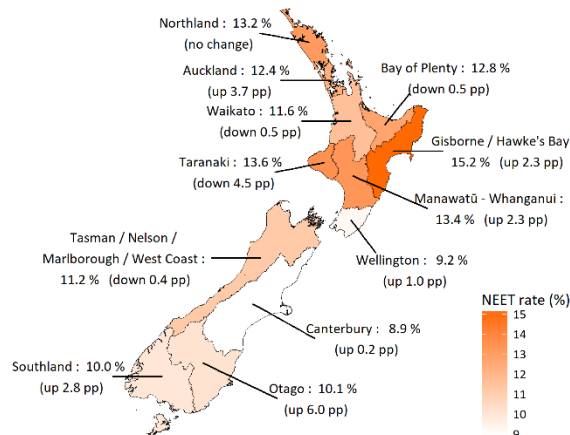 Northland : 13.2 %
(no change)
Auckland : 12.4 %
(up 3.7 pp)
Bay of Plenty : 12.8 %
(down 0.5 pp)
Waikato : 11.6 %
(down 0.5 pp)
Gisborne / Hawke's Bay
15.2 % (up 2.3 pp)
Taranaki : 13.6 %
(down 4.5 pp)
Manawatū - Whanganui :
13.4 % (up 2.3 pp)
Tasman / Nelson /
Marlborough / West Coast :
11.2 % (down 0.4 pp)
Wellington : 9.2 %
(up 1.0 pp)
Canterbury : 8.9 %
(up 0.2 pp)
Southland : 10.0 %
(up 2.8 pp)
Otago : 10.1 %
(up 6.0 pp)
NEET rate (%)
15
14
13
12
11
10
9